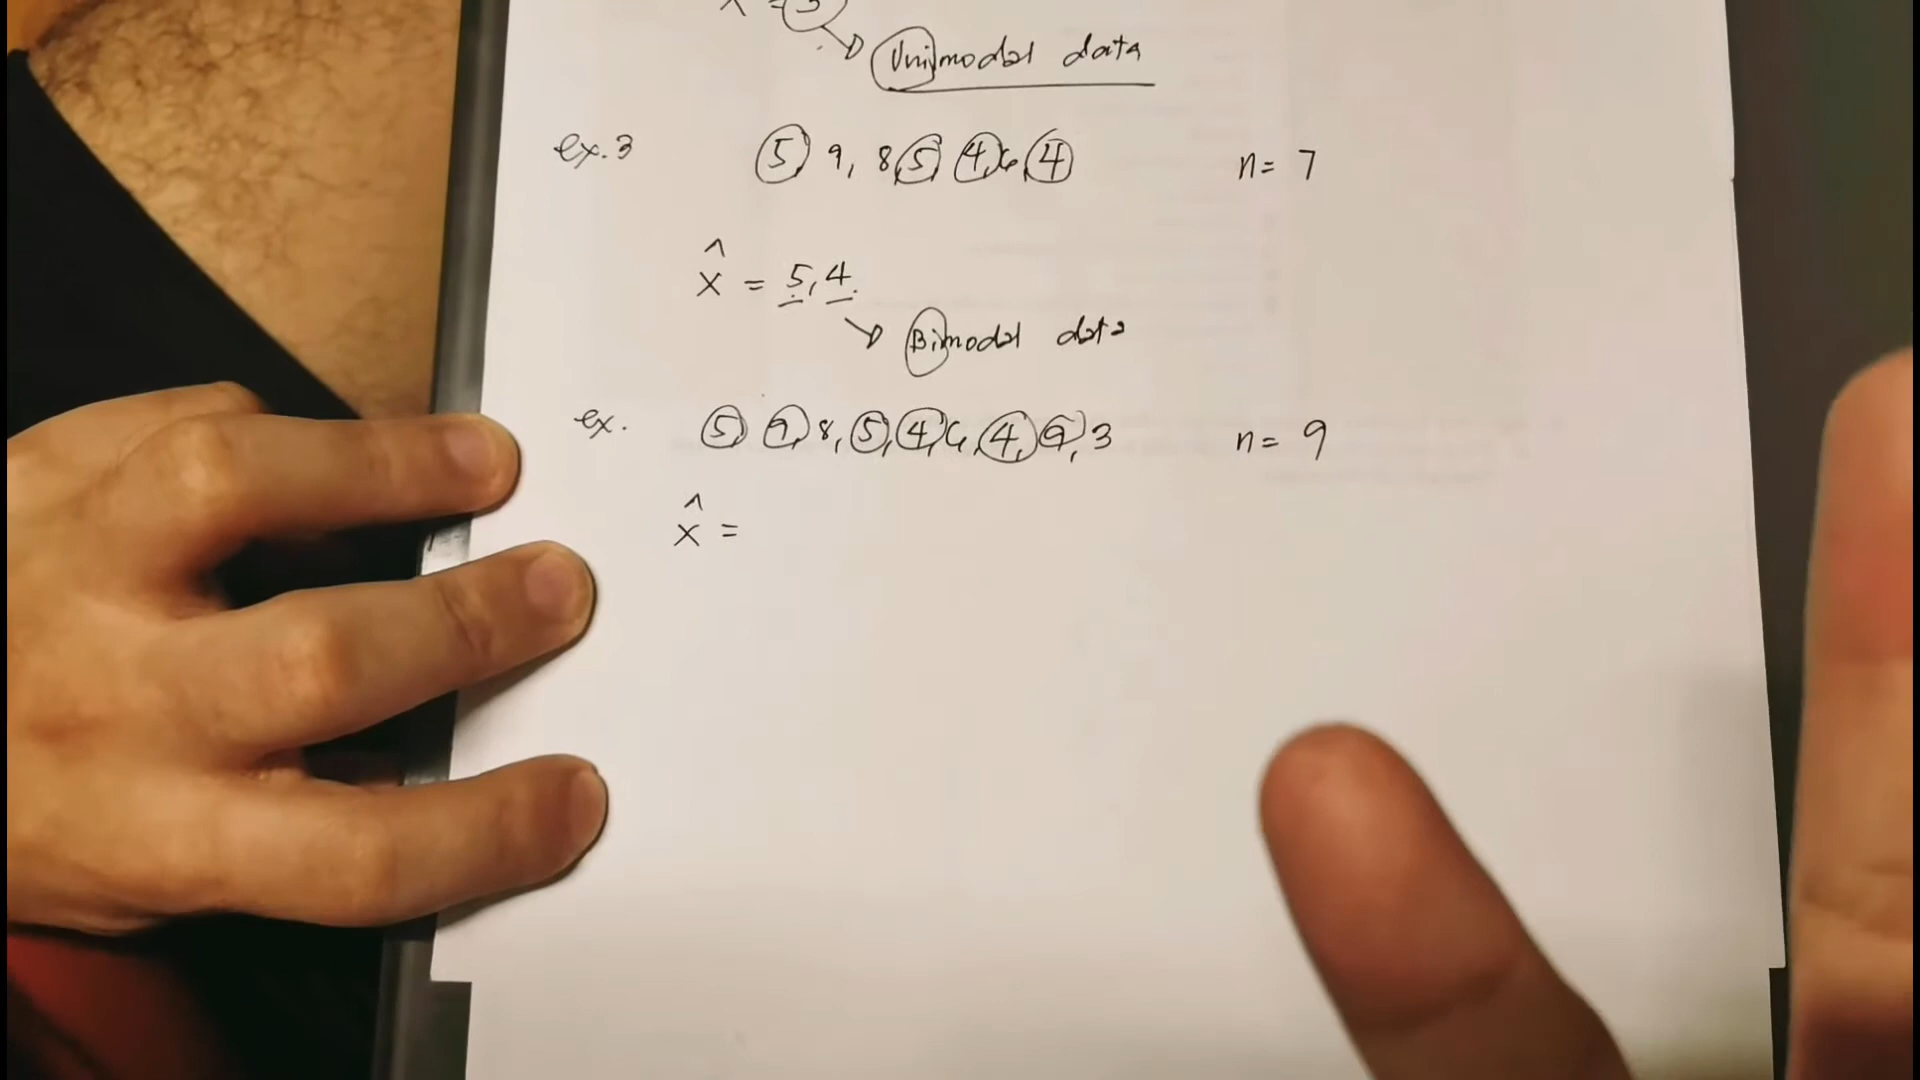 x̂ = 3
Unimodal data
ex.3 5, 9, 8, 5, 4, 6, 4 n= 7
x̂ = 5, 4.
Bimodal data
ex. 5, 9, 8, 5, 4, 6, 4, 9, 3 n= 9
x̂ =